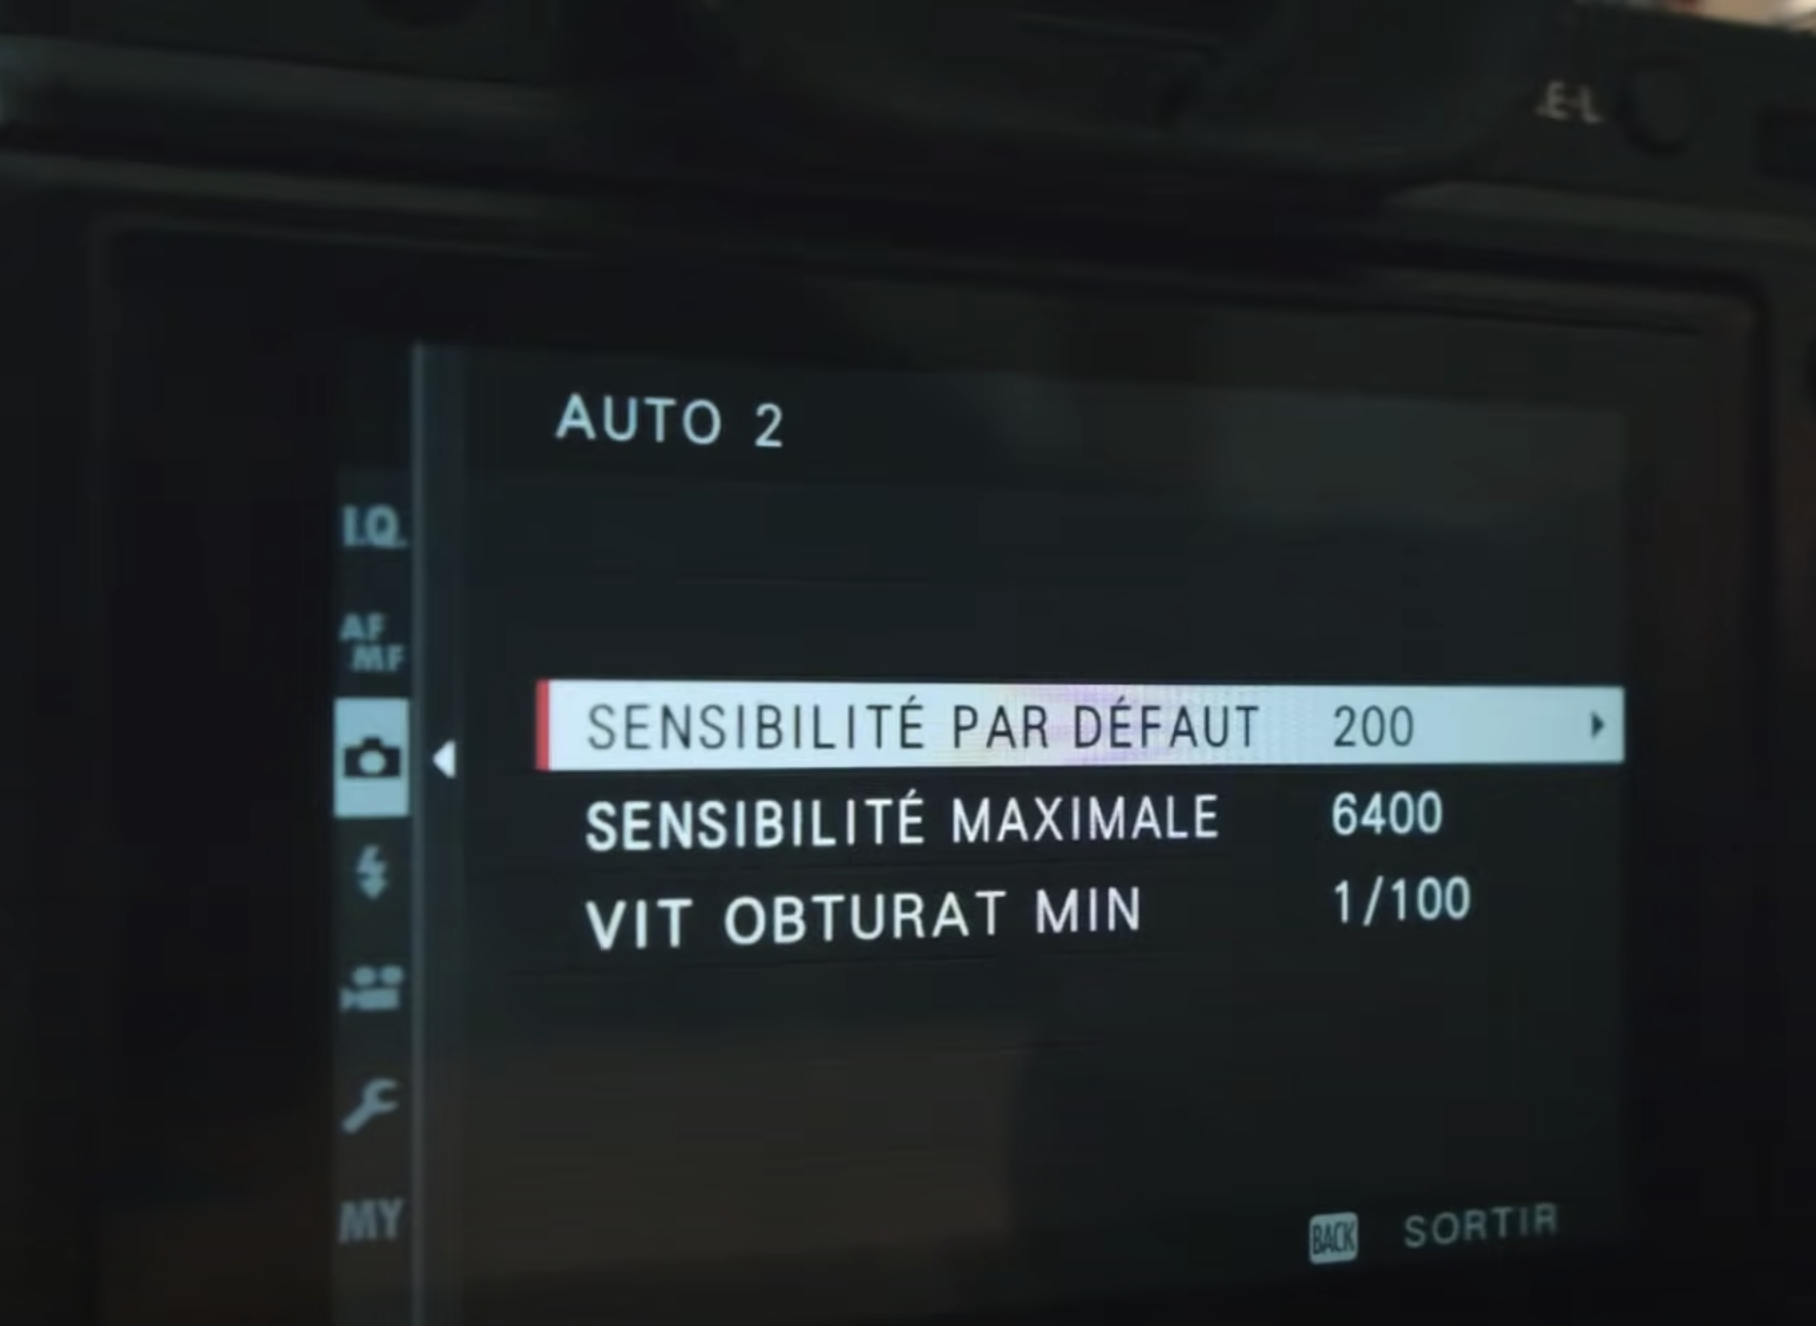 AUTO 2
I.Q.
AF
MF
SENSIBILITÉ PAR DÉFAUT 200
SENSIBILITÉ MAXIMALE 6400
VIT OBTURAT MIN 1/100
MY
BACK SORTIR